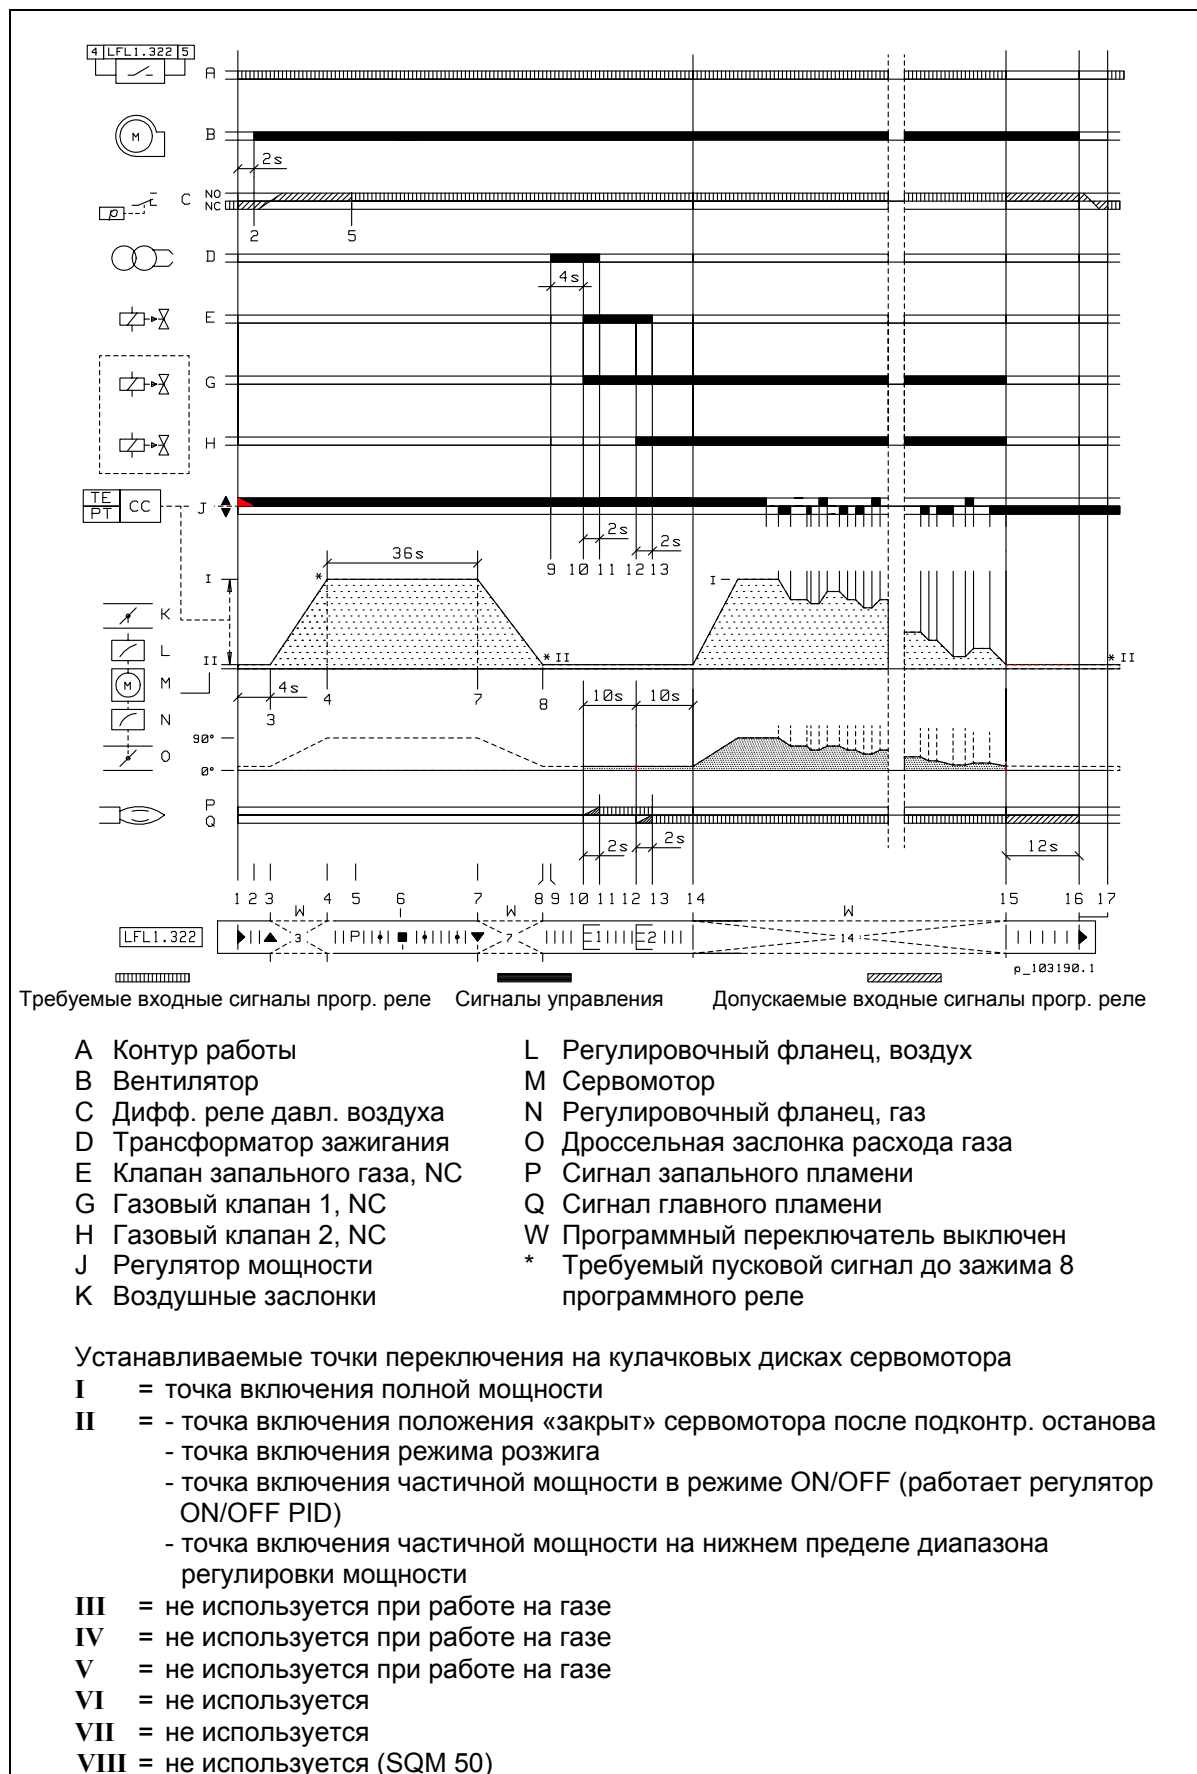 4 LFL1.322 5
A
M
B
2s
NO
C
NC
p
2 5
D
4s
E
G
H
TE
CC
PT
J
2s
2s
36s
9 10 11 12 13
I *
I
K
L
II
* II
* II
M M
4s
4 7 8
10s 10s
3
N
90°
O
0°
P
Q
2s 2s 12s
1 2 3 4 5 6 7 8 9 10 11 12 12 13 14 15 16 17
W W W
LFL1.322 3 P 7 E1 E2 14
p_103190.1
Требуемые входные сигналы прогр. реле Сигналы управления Допускаемые входные сигналы прогр. реле
A Контур работы
B Вентилятор
C Дифф. реле давл. воздуха
D Трансформатор зажигания
E Клапан запального газа, NC
G Газовый клапан 1, NC
H Газовый клапан 2, NC
J Регулятор мощности
K Воздушные заслонки
L Регулировочный фланец, воздух
M Сервомотор
N Регулировочный фланец, газ
O Дроссельная заслонка расхода газа
P Сигнал запального пламени
Q Сигнал главного пламени
W Программный переключатель выключен
* Требуемый пусковой сигнал до зажима 8
программного реле
Устанавливаемые точки переключения на кулачковых дисках сервомотора
I = точка включения полной мощности
II = - точка включения положения «закрыт» сервомотора после подконтр. останова
- точка включения режима розжига
- точка включения частичной мощности в режиме ON/OFF (работает регулятор
ON/OFF PID)
- точка включения частичной мощности на нижнем пределе диапазона
регулировки мощности
III = не используется при работе на газе
IV = не используется при работе на газе
V = не используется при работе на газе
VI = не используется
VII = не используется
VIII = не используется (SQM 50)